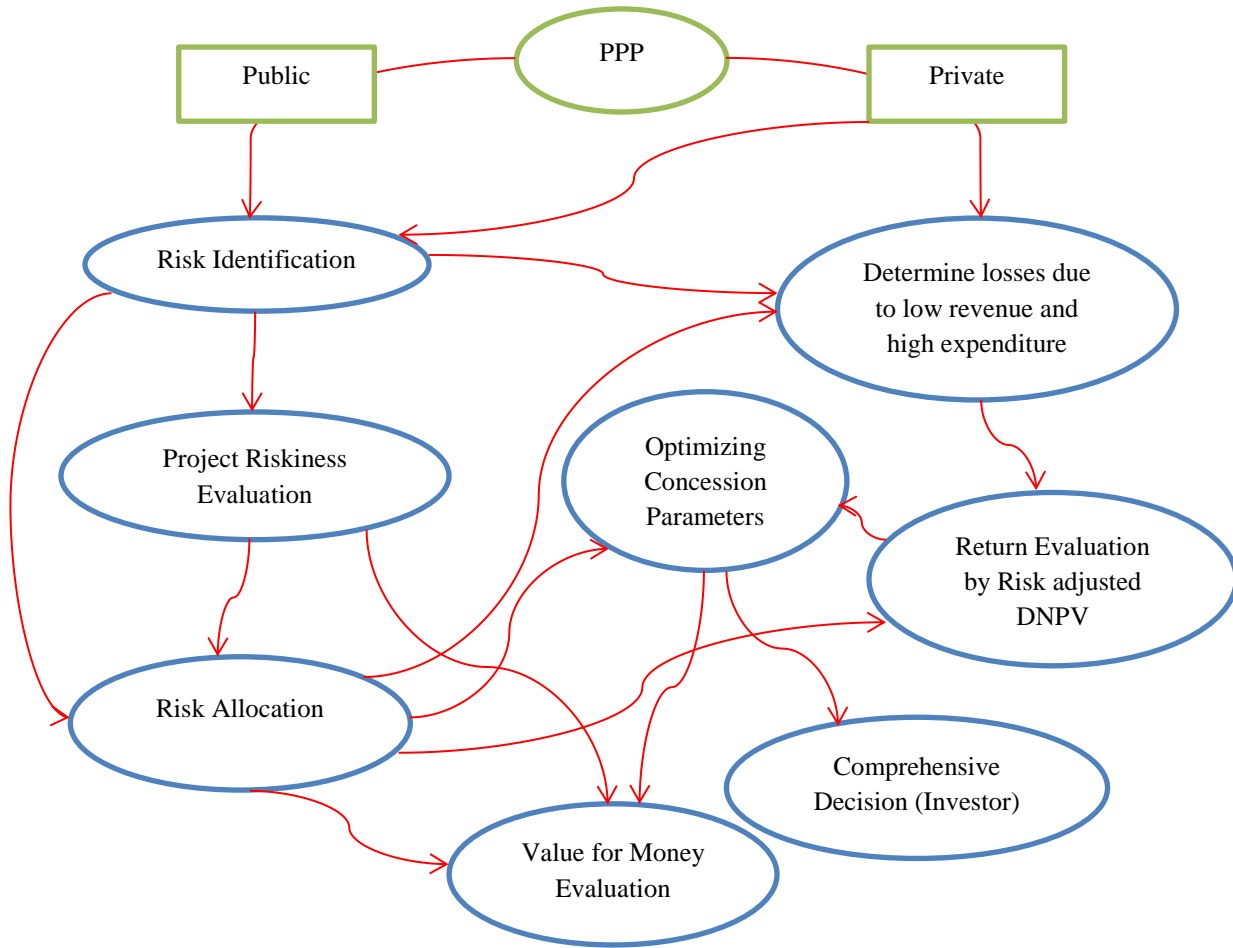 PPP
Public
Private
Risk Identification
Determine losses due
to low revenue and
high expenditure
Project Riskiness
Evaluation
Optimizing
Concession
Parameters
Return Evaluation
by Risk adjusted
DNPV
Risk Allocation
Comprehensive
Decision (Investor)
Value for Money
Evaluation